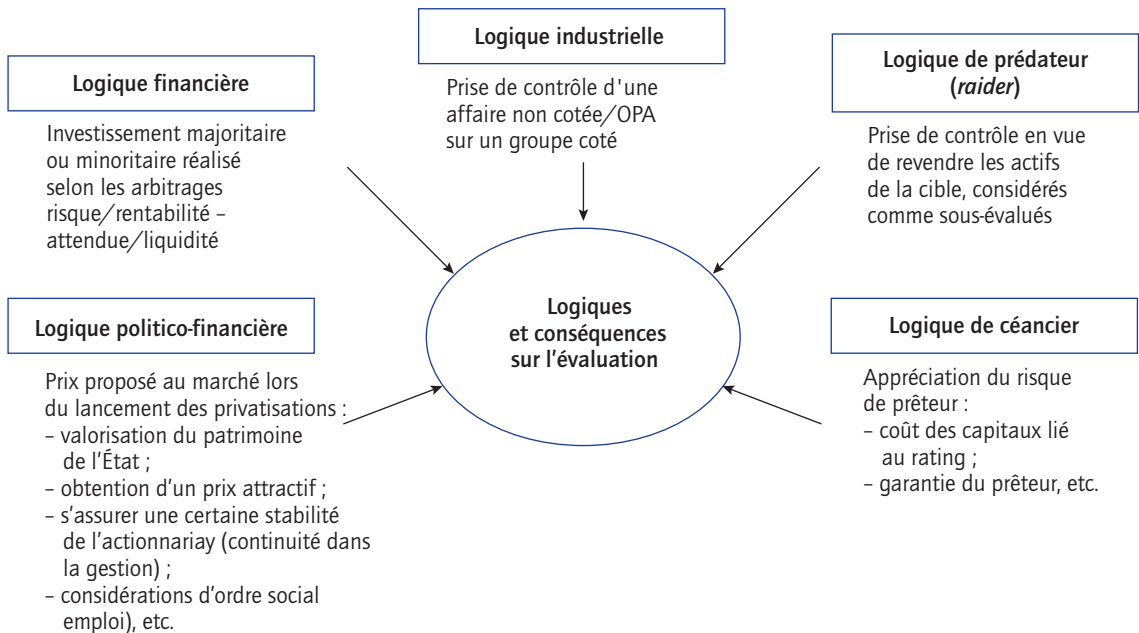 Logique industrielle
Prise de contrôle d'une
affaire non cotée/OPA
sur un groupe coté
Logique financière
Investissement majoritaire
ou minoritaire réalisé
selon les arbitrages
risque/rentabilité –
attendue/liquidité
Logique de prédateur
(raider)
Prise de contrôle en vue
de revendre les actifs
de la cible, considérés
comme sous-évalués
Logiques
et conséquences
sur l'évaluation
Logique politico-financière
Prix proposé au marché lors
du lancement des privatisations :
– valorisation du patrimoine
de l'État ;
– obtention d'un prix attractif ;
– s'assurer une certaine stabilité
de l'actionnariay (continuité dans
la gestion) ;
– considérations d'ordre social
emploi), etc.
Logique de céancier
Appréciation du risque
de prêteur :
– coût des capitaux lié
au rating ;
– garantie du prêteur, etc.